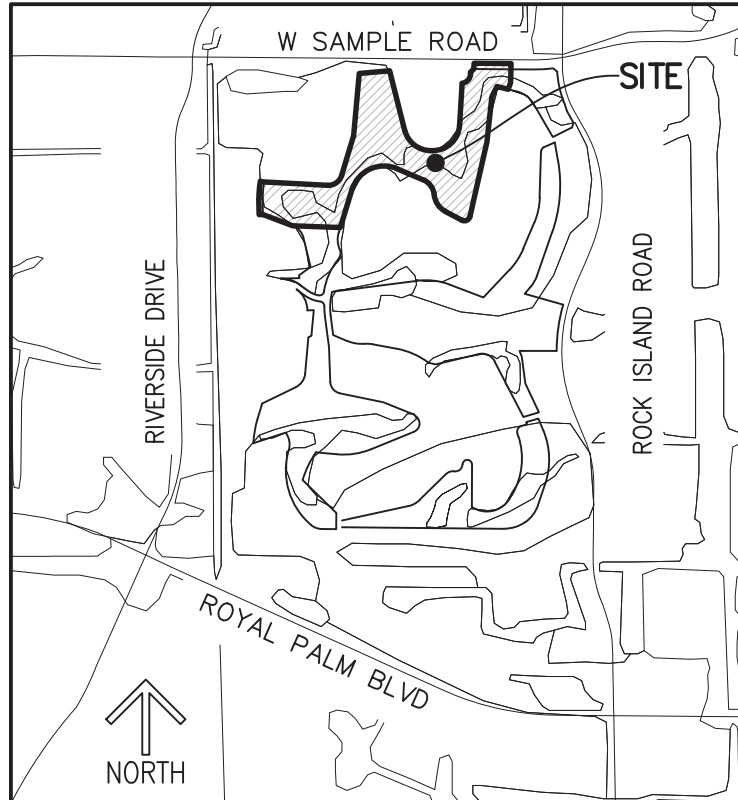 W SAMPLE ROAD
SITE
RIVERSIDE DRIVE
ROCK ISLAND ROAD
ROYAL PALM BLVD
NORTH